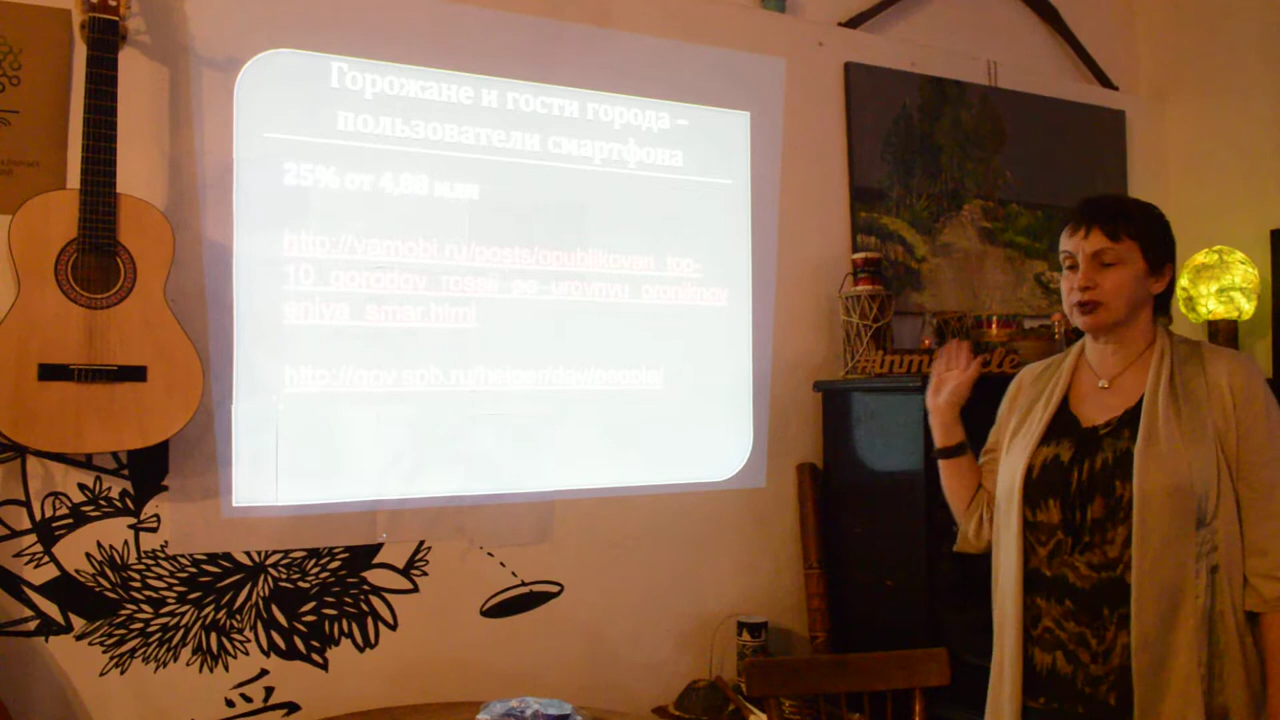 Горожане и гости города –
пользователи смартфона
25% от 4,88 млн
http://yamobi.ru/posts/opublikovan_top-
10_gorodov_rossii_po_urovnyu_proniknov
eniya_smar.html
http://gov.spb.ru/helper/day/people/